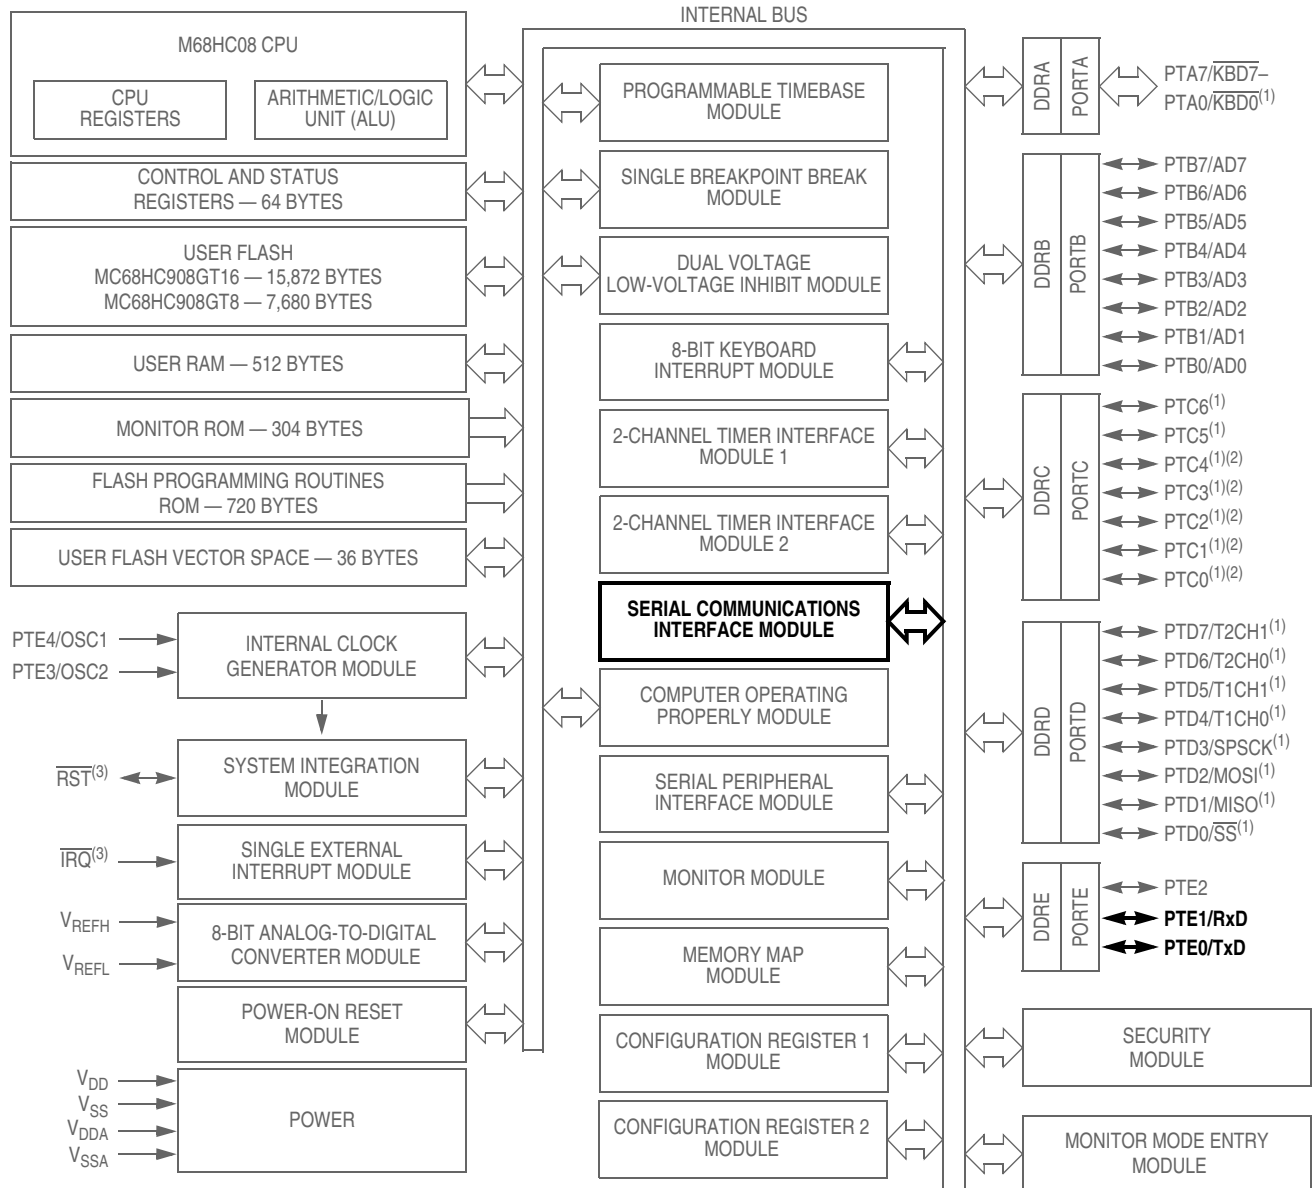 INTERNAL BUS
M68HC08 CPU
CPU
REGISTERS
ARITHMETIC/LOGIC
UNIT (ALU)
CONTROL AND STATUS
REGISTERS — 64 BYTES
USER FLASH
MC68HC908GT16 — 15,872 BYTES
MC68HC908GT8 — 7,680 BYTES
USER RAM — 512 BYTES
MONITOR ROM — 304 BYTES
FLASH PROGRAMMING ROUTINES
ROM — 720 BYTES
USER FLASH VECTOR SPACE — 36 BYTES
PTE4/OSC1
PTE3/OSC2
INTERNAL CLOCK
GENERATOR MODULE
RST(3)
SYSTEM INTEGRATION
MODULE
IRQ(3)
SINGLE EXTERNAL
INTERRUPT MODULE
VREFH
VREFL
8-BIT ANALOG-TO-DIGITAL
CONVERTER MODULE
POWER-ON RESET
MODULE
VDD
VSS
VDDA
VSSA
POWER
PROGRAMMABLE TIMEBASE
MODULE
SINGLE BREAKPOINT BREAK
MODULE
DUAL VOLTAGE
LOW-VOLTAGE INHIBIT MODULE
8-BIT KEYBOARD
INTERRUPT MODULE
2-CHANNEL TIMER INTERFACE
MODULE 1
2-CHANNEL TIMER INTERFACE
MODULE 2
SERIAL COMMUNICATIONS
INTERFACE MODULE
COMPUTER OPERATING
PROPERLY MODULE
SERIAL PERIPHERAL
INTERFACE MODULE
MONITOR MODULE
MEMORY MAP
MODULE
CONFIGURATION REGISTER 1
MODULE
CONFIGURATION REGISTER 2
MODULE
DDRA
PORTA
PTA7/KBD7–
PTA0/KBD0(1)
DDRB
PORTB
PTB7/AD7
PTB6/AD6
PTB5/AD5
PTB4/AD4
PTB3/AD3
PTB2/AD2
PTB1/AD1
PTB0/AD0
DDRC
PORTC
PTC6(1)
PTC5(1)
PTC4(1)(2)
PTC3(1)(2)
PTC2(1)(2)
PTC1(1)(2)
PTC0(1)(2)
DDRD
PORTD
PTD7/T2CH1(1)
PTD6/T2CH0(1)
PTD5/T1CH1(1)
PTD4/T1CH0(1)
PTD3/SPSCK(1)
PTD2/MOSI(1)
PTD1/MISO(1)
PTD0/SS(1)
DDRE
PORTE
PTE2
PTE1/RxD
PTE0/TxD
SECURITY
MODULE
MONITOR MODE ENTRY
MODULE